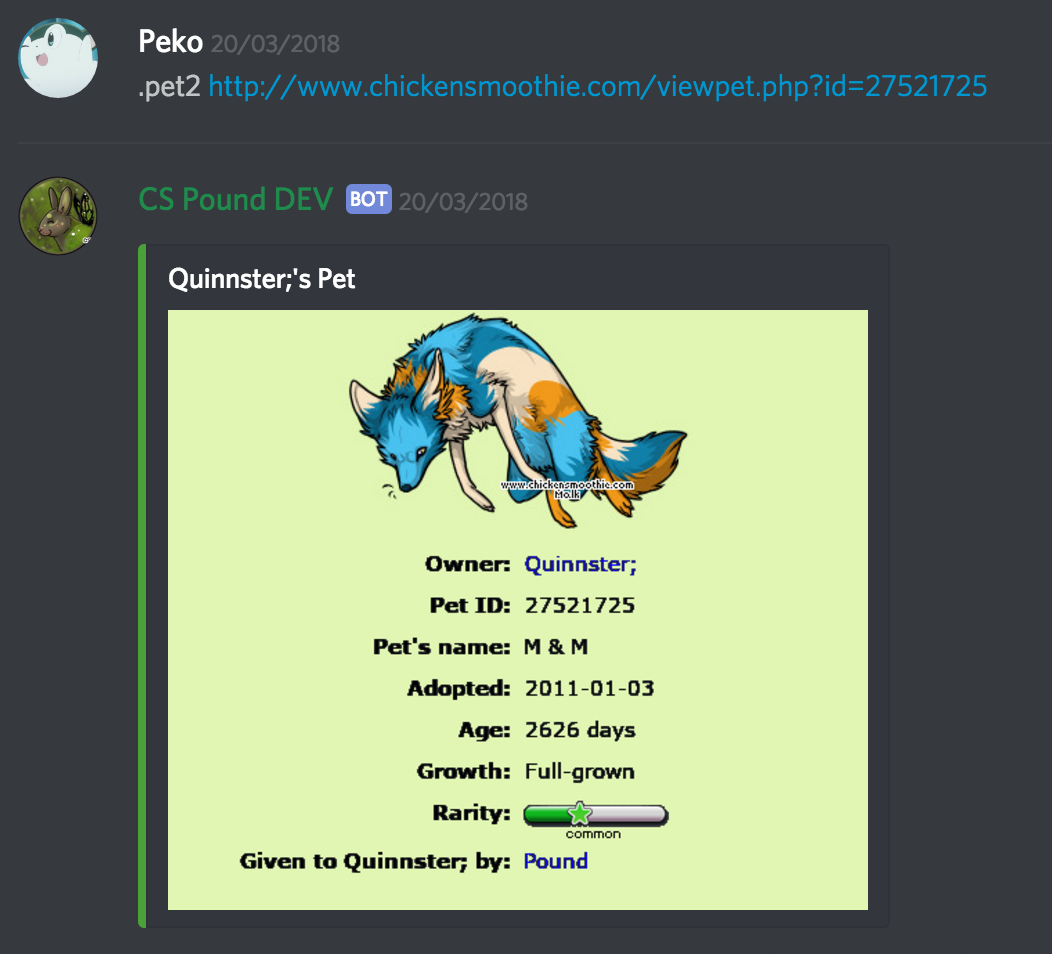 Peko 20/03/2018
.pet2 http://www.chickensmoothie.com/viewpet.php?id=27521725
CS Pound DEV BOT 20/03/2018
Quinnster;'s Pet
www.chickensmoothie.com
Owner: Quinnster;
Pet ID: 27521725
Pet's name: M & M
Adopted: 2011-01-03
Age: 2626 days
Growth: Full-grown
Rarity:
common
Given to Quinnster; by: Pound